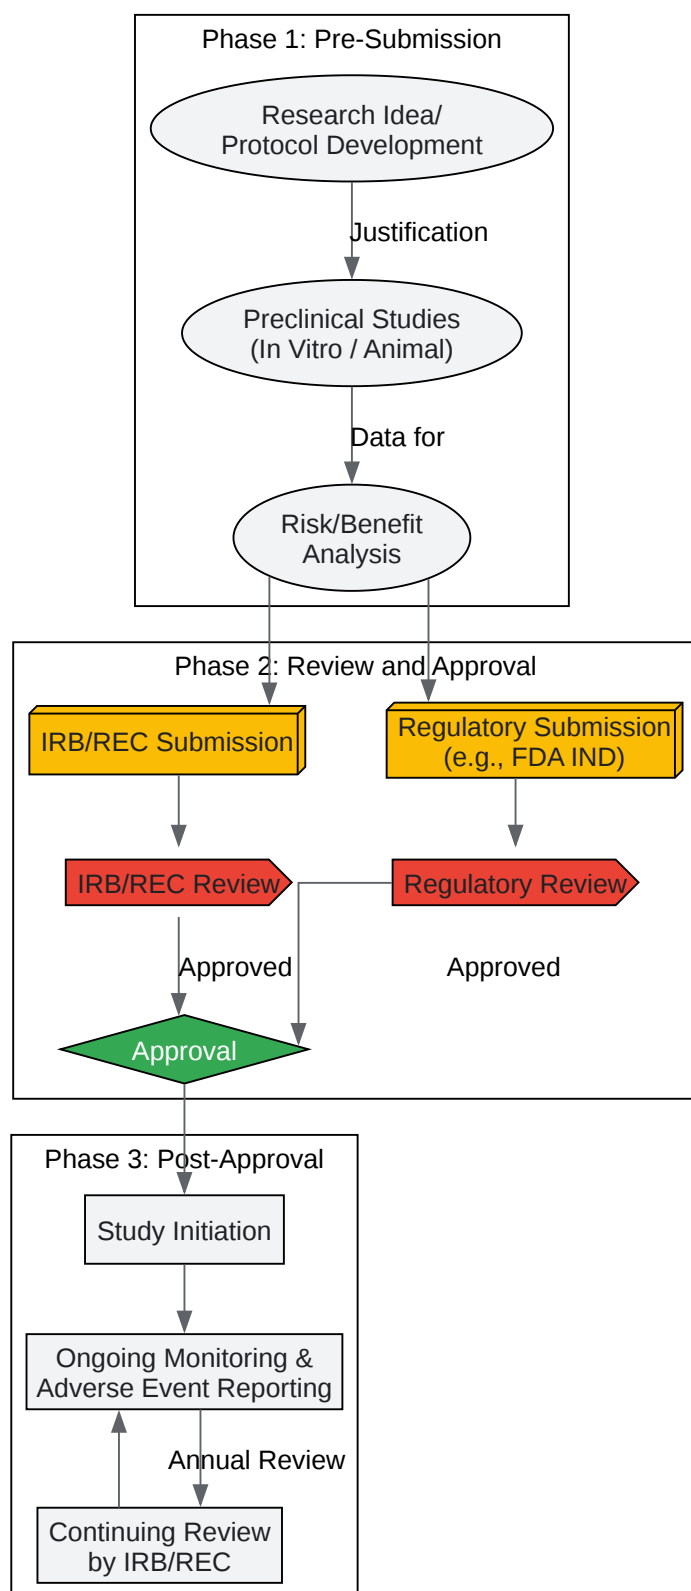 Phase 1: Pre-Submission
Research Idea/
Protocol Development
Justification
Preclinical Studies
(In Vitro / Animal)
Data for
Risk/Benefit
Analysis
Phase 2: Review and Approval
IRB/REC Submission
Regulatory Submission
(e.g., FDA IND)
IRB/REC Review
Regulatory Review
Approved
Approved
Approval
Phase 3: Post-Approval
Study Initiation
Ongoing Monitoring &
Adverse Event Reporting
Annual Review
Continuing Review
by IRB/REC